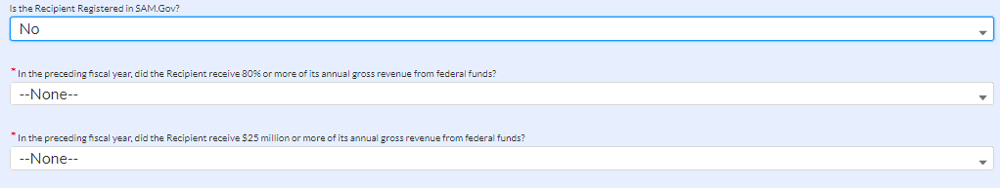 Is the Recipient Registered in SAM.Gov?
No
* In the preceding fiscal year, did the Recipient receive 80% or more of its annual gross revenue from federal funds?
--None--
* In the preceding fiscal year, did the Recipient receive $25 million or more of its annual gross revenue from federal funds?
--None--